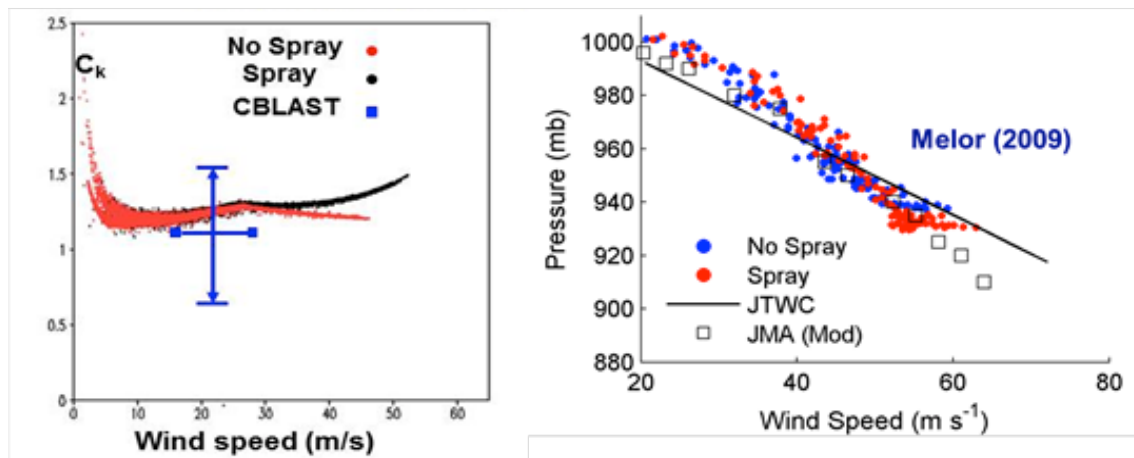 2.5
2
1.5
1
0.5
0
C_k
No Spray
Spray
CBLAST
0 10 20 30 40 50 60
Wind speed (m/s)
1000
980
960
940
920
900
880
Pressure (mb)
Melor (2009)
No Spray
Spray
JTWC
JMA (Mod)
20 40 60 80
Wind Speed (m s⁻¹)